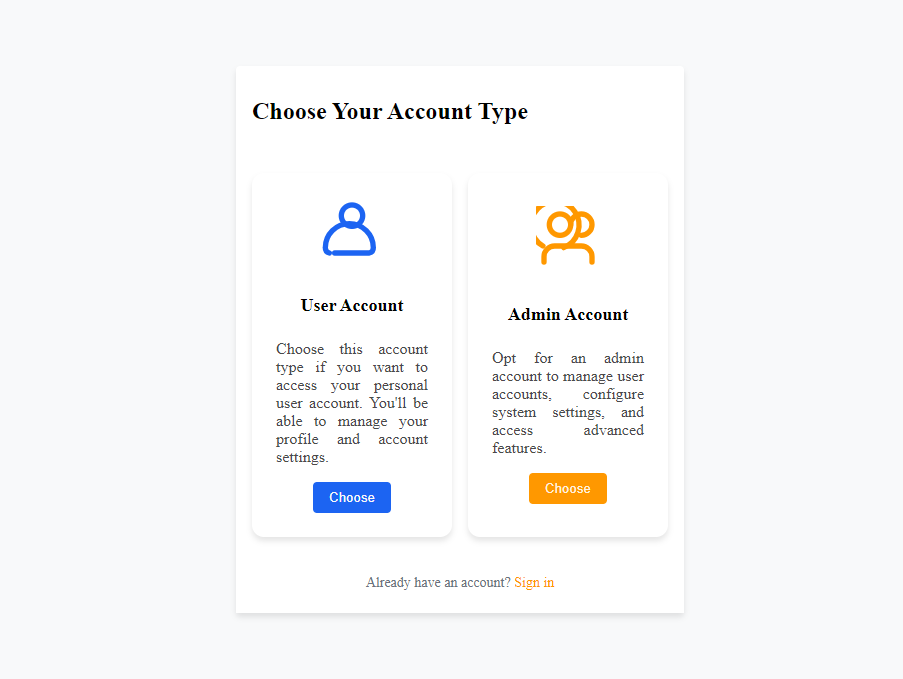 Choose Your Account Type
User Account
Choose this account
type if you want to
access your personal
user account. You'll be
able to manage your
profile and account
settings.
Choose
Admin Account
Opt for an admin
account to manage user
accounts, configure
system settings, and
access advanced
features.
Choose
Already have an account? Sign in